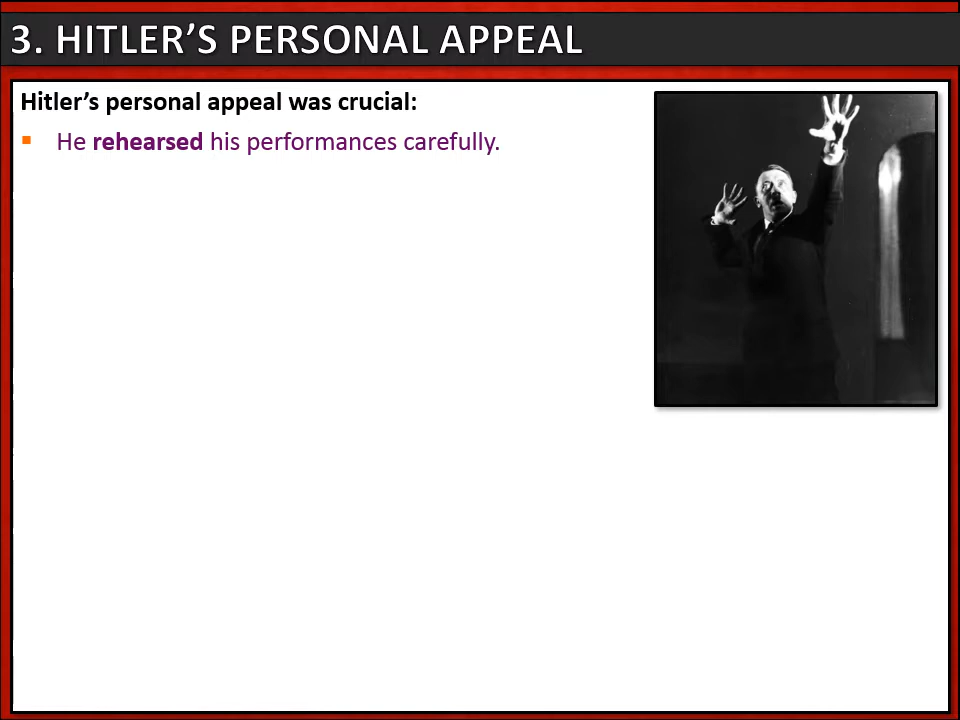 3. HITLER’S PERSONAL APPEAL
Hitler’s personal appeal was crucial:
▪ He rehearsed his performances carefully.